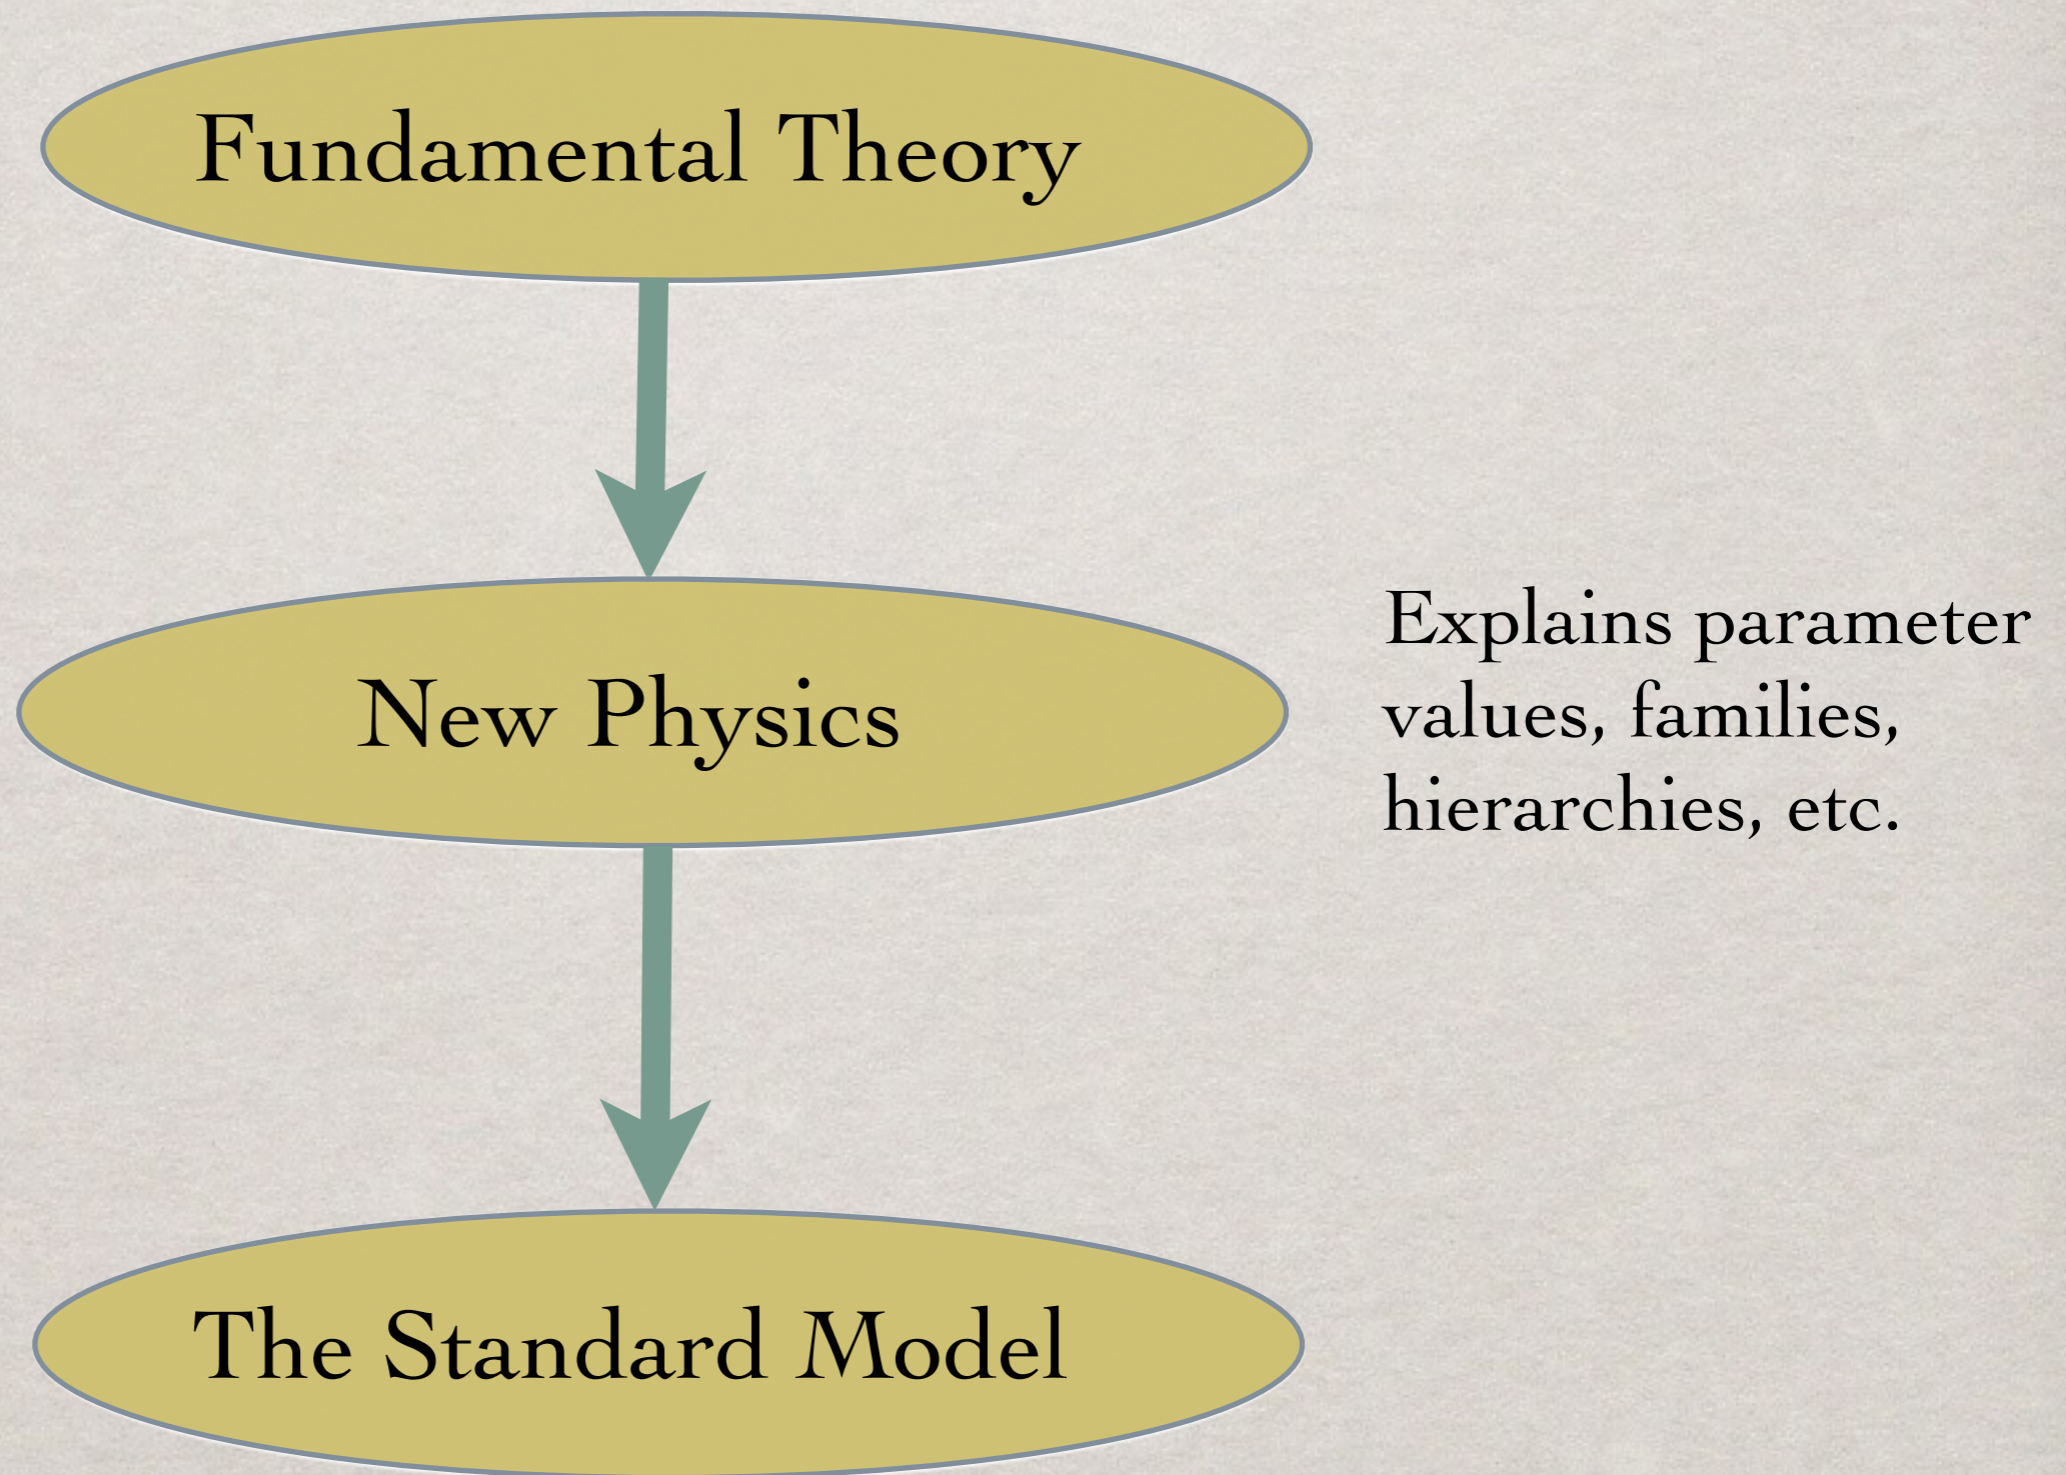 Fundamental Theory
New Physics
Explains parameter
values, families,
hierarchies, etc.
The Standard Model